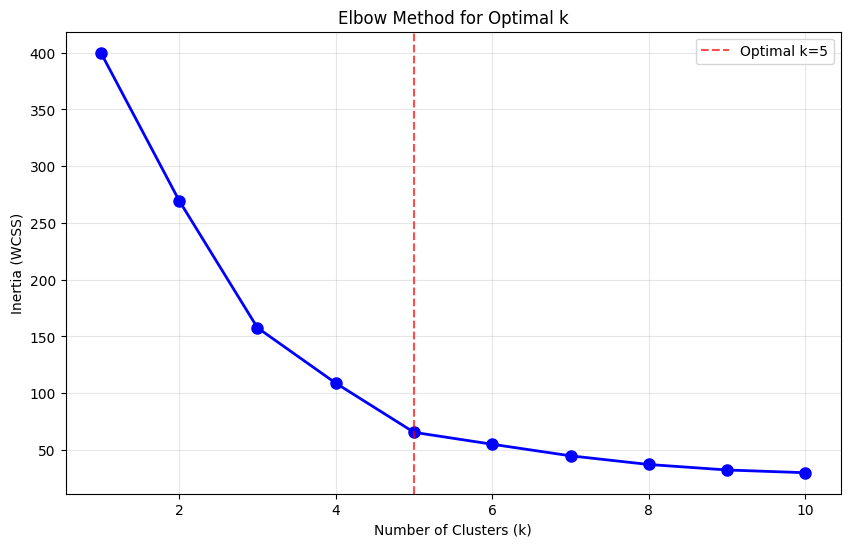 Elbow Method for Optimal k
Optimal k=5
Inertia (WCSS)
400
350
300
250
200
150
100
50
2 4 6 8 10
Number of Clusters (k)